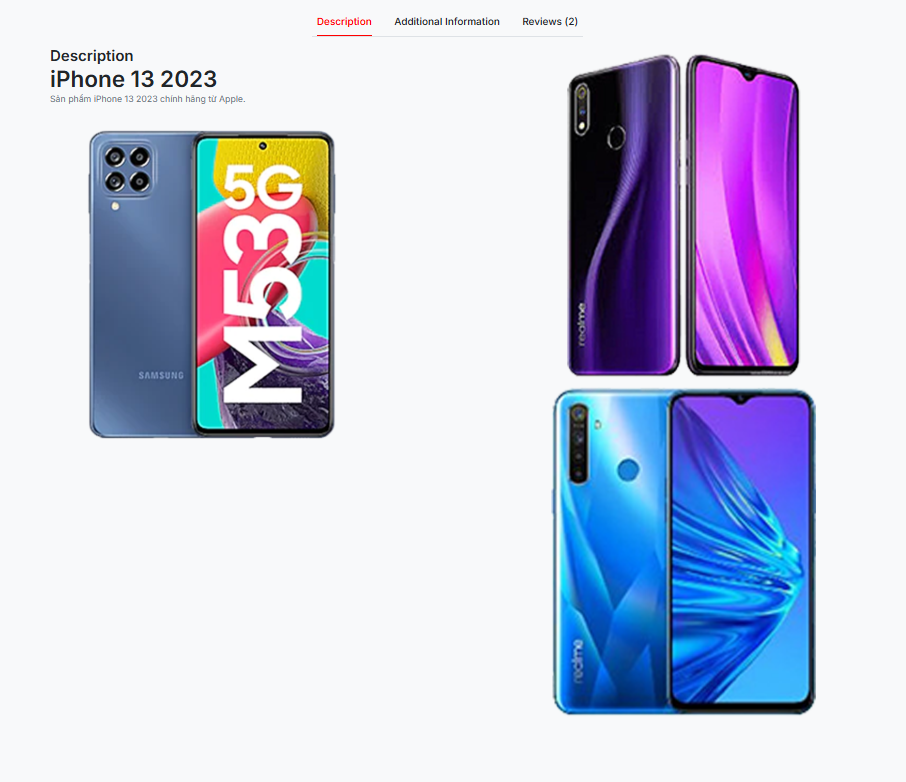 Description
Additional Information
Reviews (2)
Description
iPhone 13 2023
Sản phẩm iPhone 13 2023 chính hãng từ Apple.
SAMSUNG
M53 5G
realme
realme